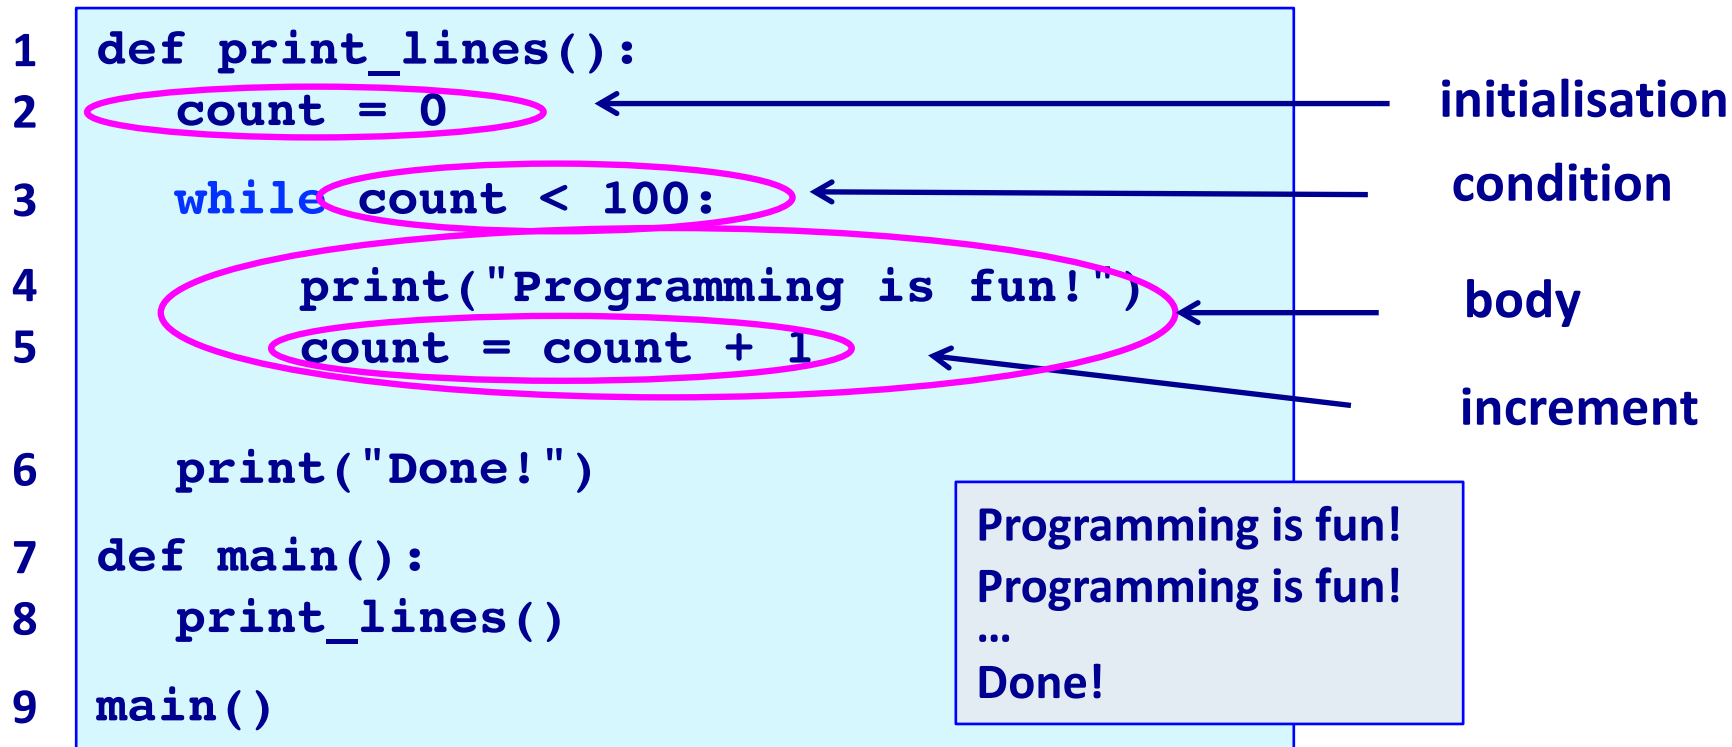 1 def print_lines():
2 count = 0
initialisation
3 while count < 100:
condition
4 print("Programming is fun!")
body
5 count = count + 1
increment
6 print("Done!")
7 def main():
8 print_lines()
9 main()
Programming is fun!
Programming is fun!
...
Done!